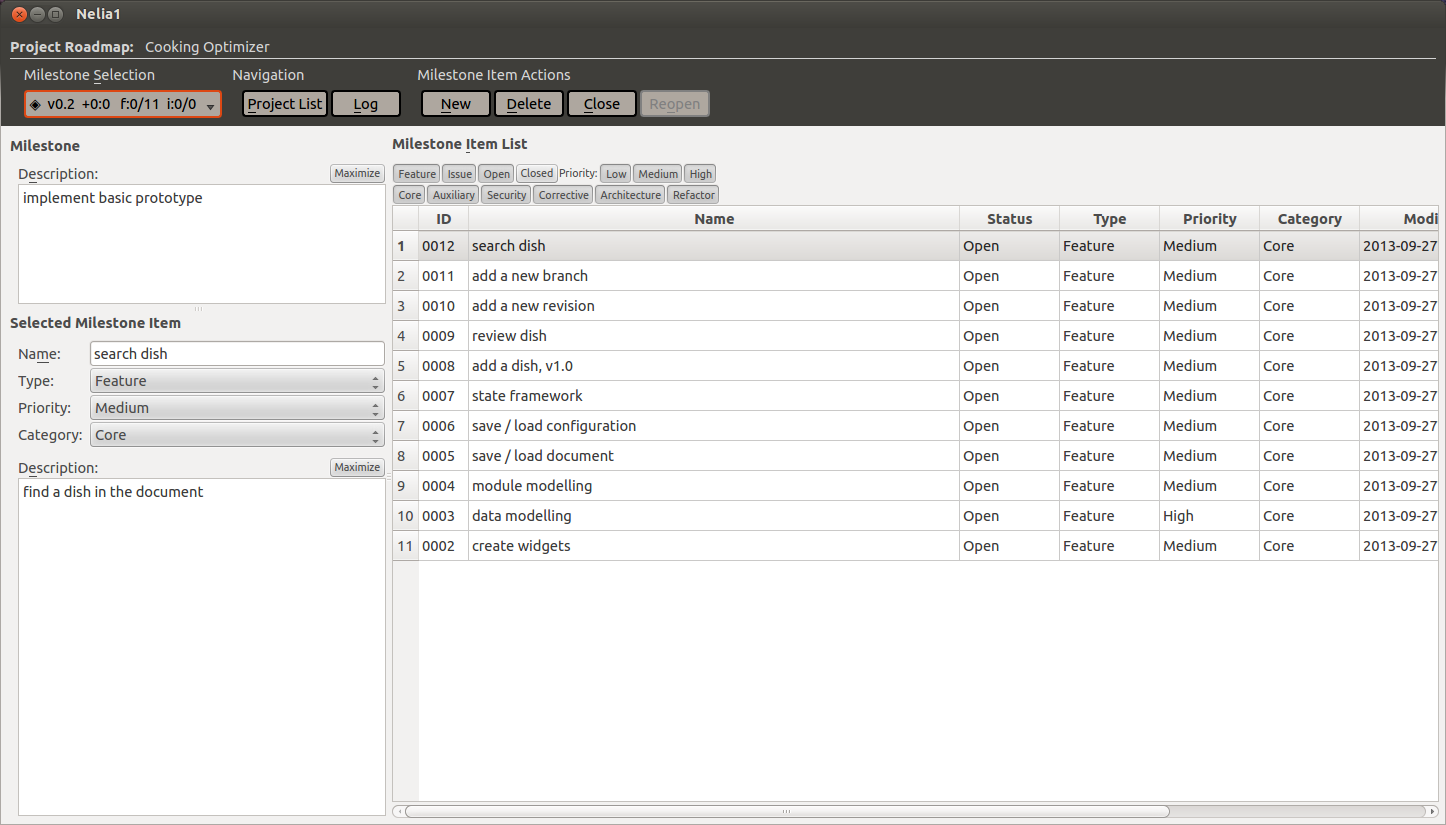 Nelia1
Project Roadmap: Cooking Optimizer
Milestone Selection Navigation Milestone Item Actions
◈ v0.2 +0:0 f:0/11 i:0/0 Project List Log New Delete Close Reopen
Milestone
Description: Maximize
implement basic prototype
Selected Milestone Item
Name: search dish
Type: Feature
Priority: Medium
Category: Core
Description: Maximize
find a dish in the document
Milestone Item List
Feature Issue Open Closed Priority: Low Medium High
Core Auxiliary Security Corrective Architecture Refactor
ID Name Status Type Priority Category Modi
1 0012 search dish Open Feature Medium Core 2013-09-27
2 0011 add a new branch Open Feature Medium Core 2013-09-27
3 0010 add a new revision Open Feature Medium Core 2013-09-27
4 0009 review dish Open Feature Medium Core 2013-09-27
5 0008 add a dish, v1.0 Open Feature Medium Core 2013-09-27
6 0007 state framework Open Feature Medium Core 2013-09-27
7 0006 save / load configuration Open Feature Medium Core 2013-09-27
8 0005 save / load document Open Feature Medium Core 2013-09-27
9 0004 module modelling Open Feature Medium Core 2013-09-27
10 0003 data modelling Open Feature High Core 2013-09-27
11 0002 create widgets Open Feature Medium Core 2013-09-27